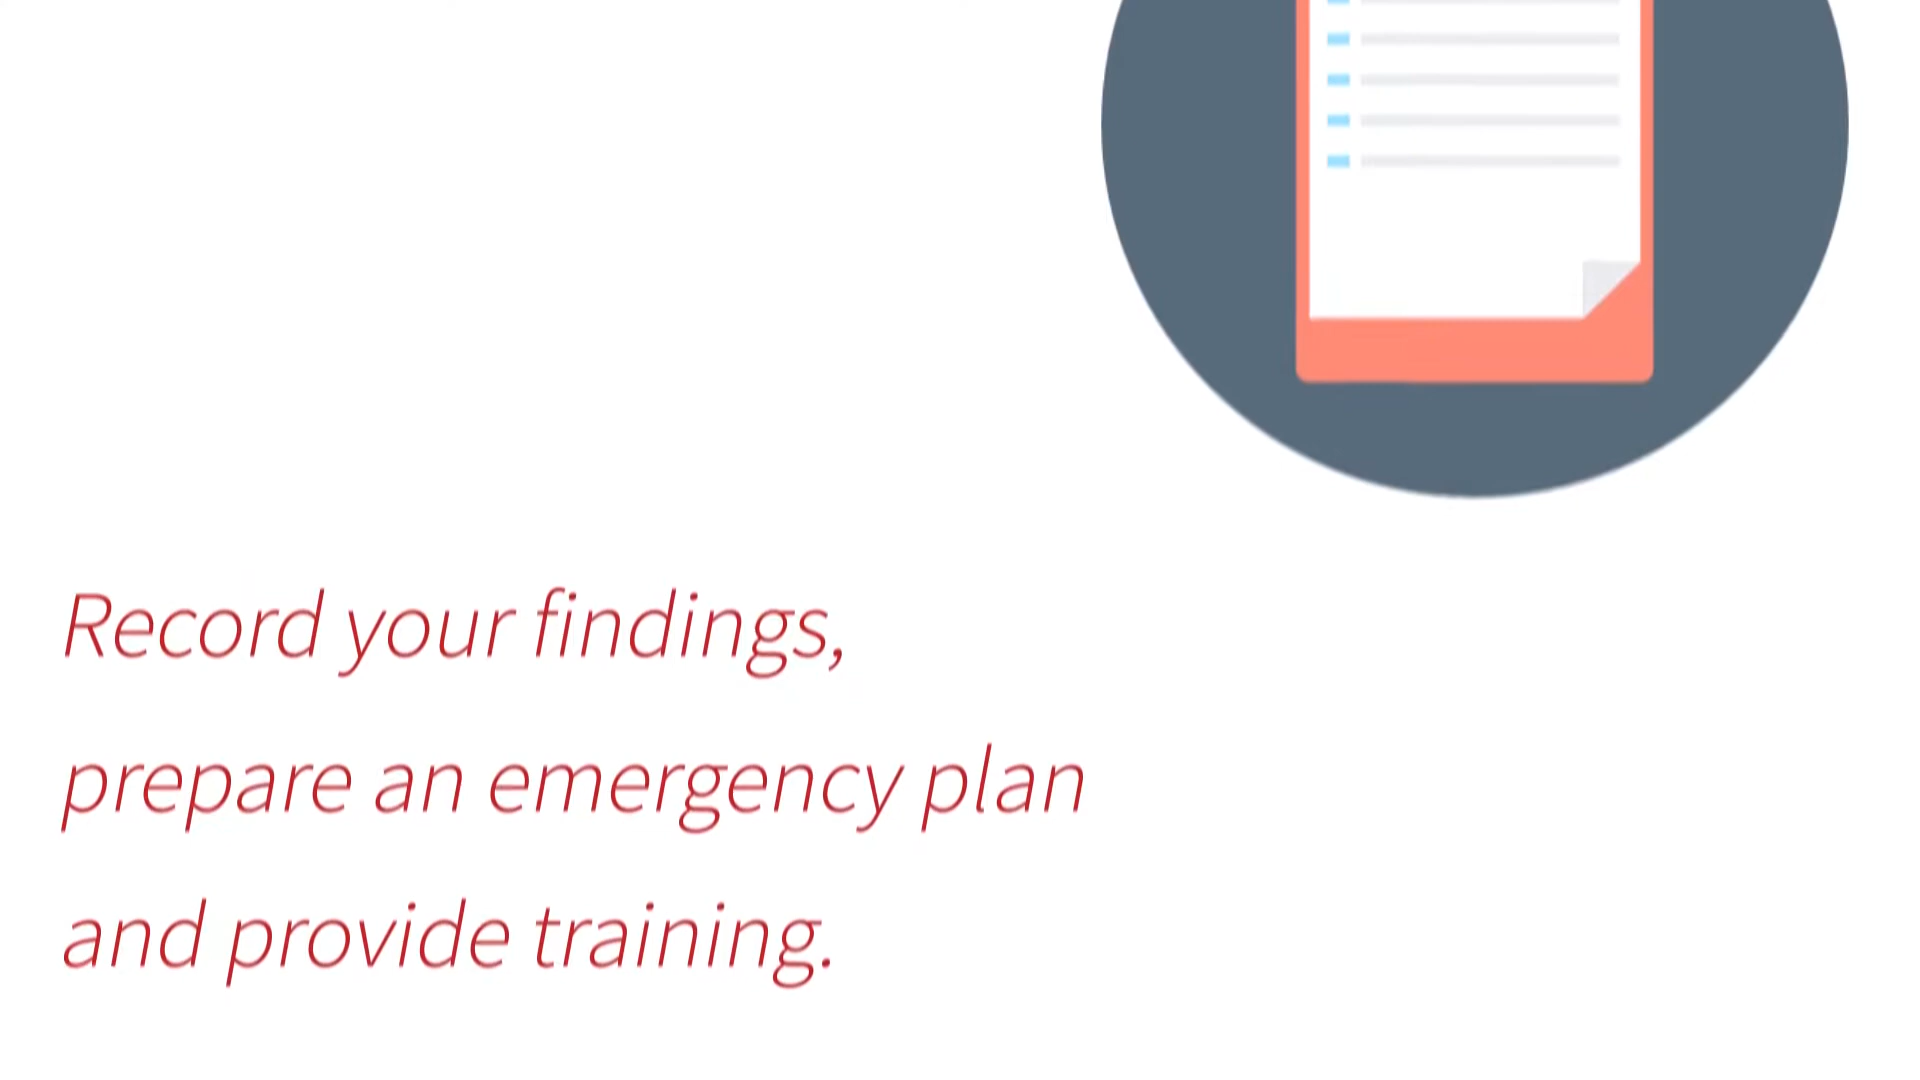 Record your findings,
prepare an emergency plan
and provide training.